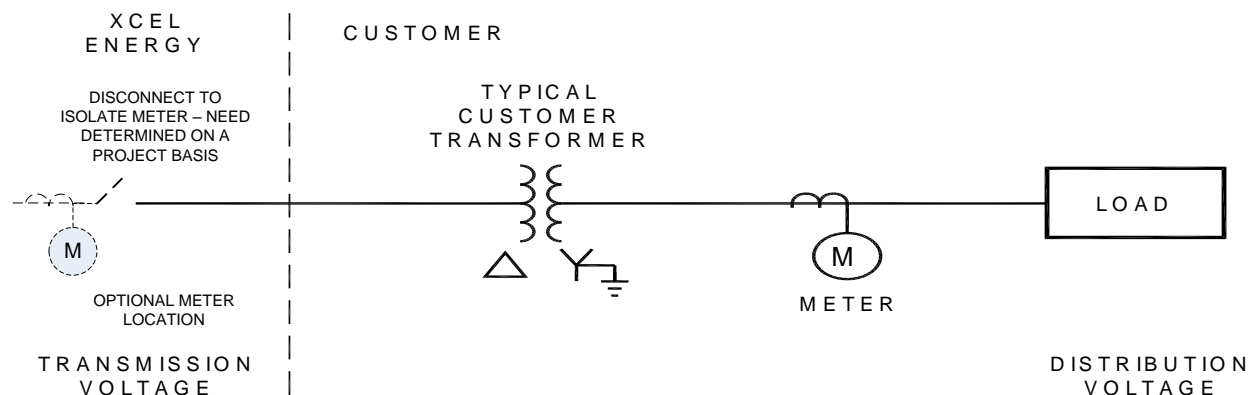 XCEL
ENERGY
CUSTOMER
DISCONNECT TO
ISOLATE METER – NEED
DETERMINED ON A
PROJECT BASIS
TYPICAL
CUSTOMER
TRANSFORMER
LOAD
M
M
OPTIONAL METER
LOCATION
METER
TRANSMISSION
VOLTAGE
DISTRIBUTION
VOLTAGE